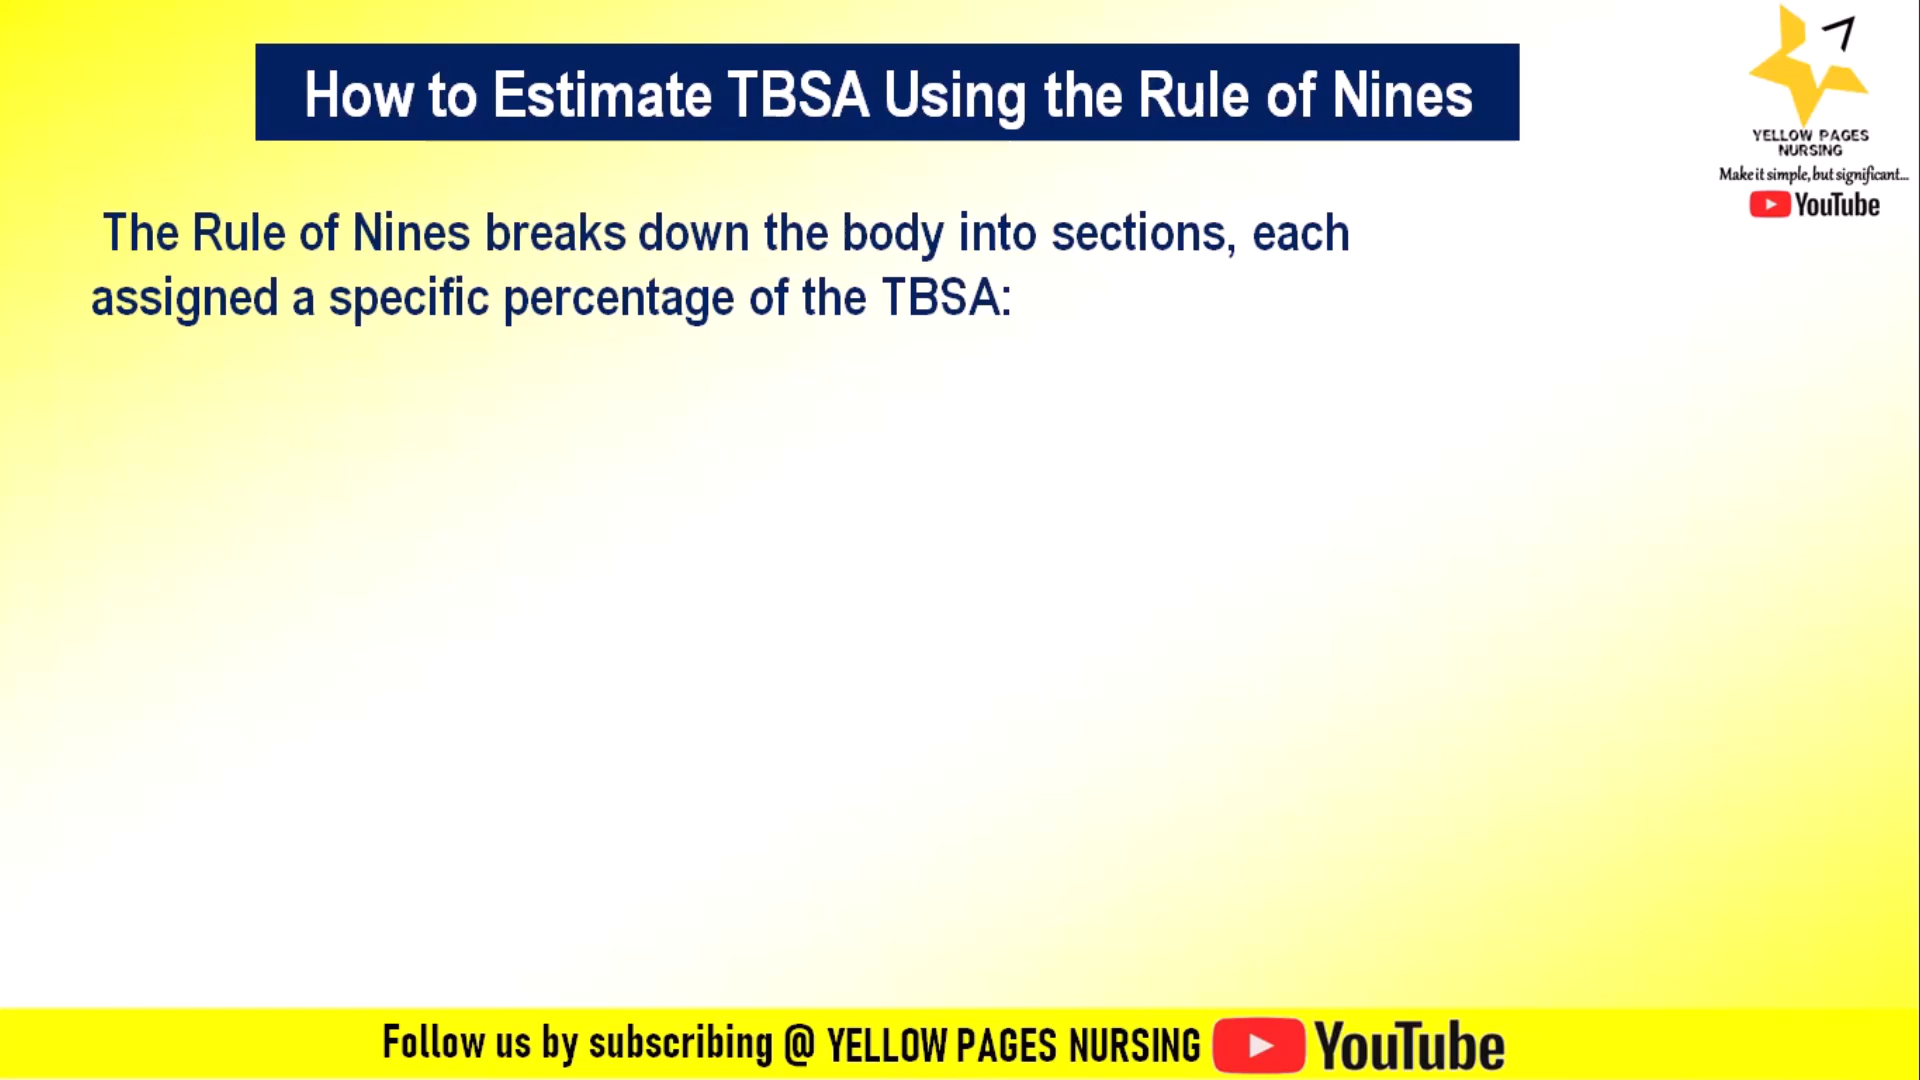 How to Estimate TBSA Using the Rule of Nines
YELLOW PAGES
NURSING
Make it simple, but significant...
YouTube
The Rule of Nines breaks down the body into sections, each
assigned a specific percentage of the TBSA:
Follow us by subscribing @ YELLOW PAGES NURSING YouTube